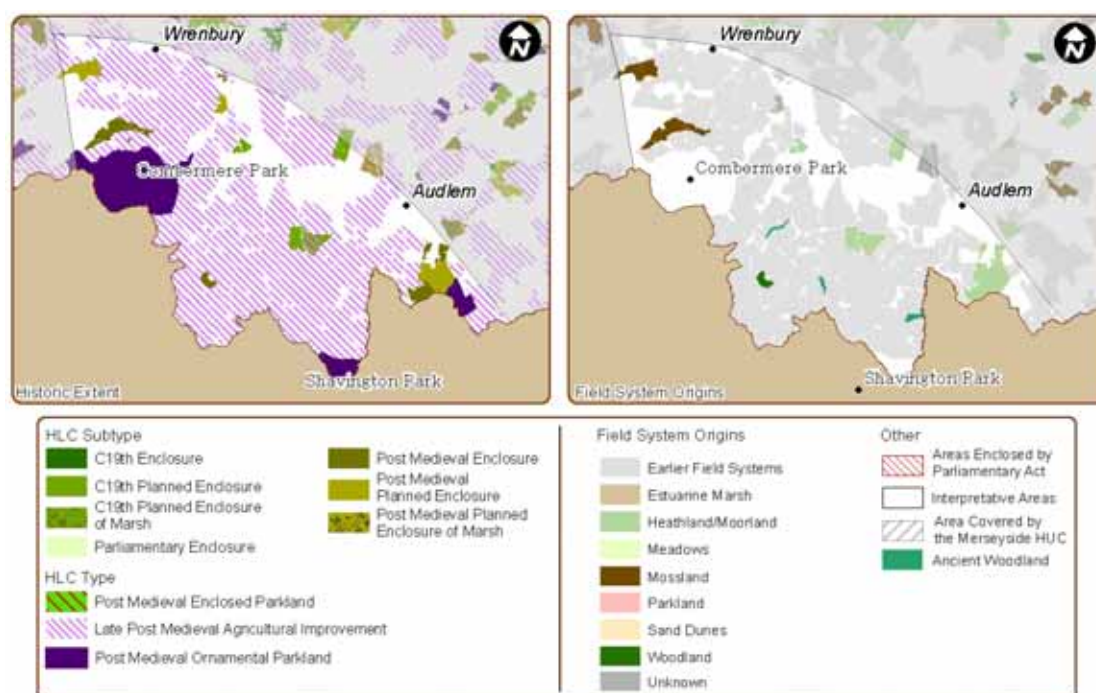 Wrenbury
N
Combermere Park
Audlem
Shavington Park
Historic Extent
Wrenbury
N
Combermere Park
Audlem
Shavington Park
Field System Origins
HLC Subtype
C19th Enclosure
C19th Planned Enclosure
C19th Planned Enclosure
of Marsh
Parliamentary Enclosure
Post Medieval Enclosure
Post Medieval
Planned Enclosure
Post Medieval Planned
Enclosure of Marsh
HLC Type
Post Medieval Enclosed Parkland
Late Post Medieval Agricultural Improvement
Post Medieval Ornamental Parkland
Field System Origins
Earlier Field Systems
Estuarine Marsh
Heathland/Moorland
Meadows
Mossland
Parkland
Sand Dunes
Woodland
Unknown
Other
Areas Enclosed by
Parliamentary Act
Interpretative Areas
Area Covered by
the Merseyside HUC
Ancient Woodland